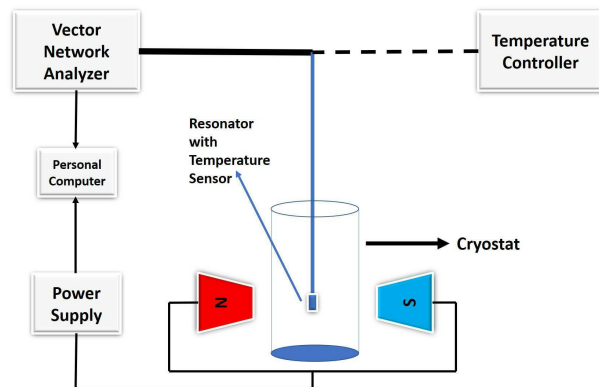 Vector
Network
Analyzer
Temperature
Controller
Resonator
with
Temperature
Sensor
Personal
Computer
Cryostat
Power
Supply
N
S